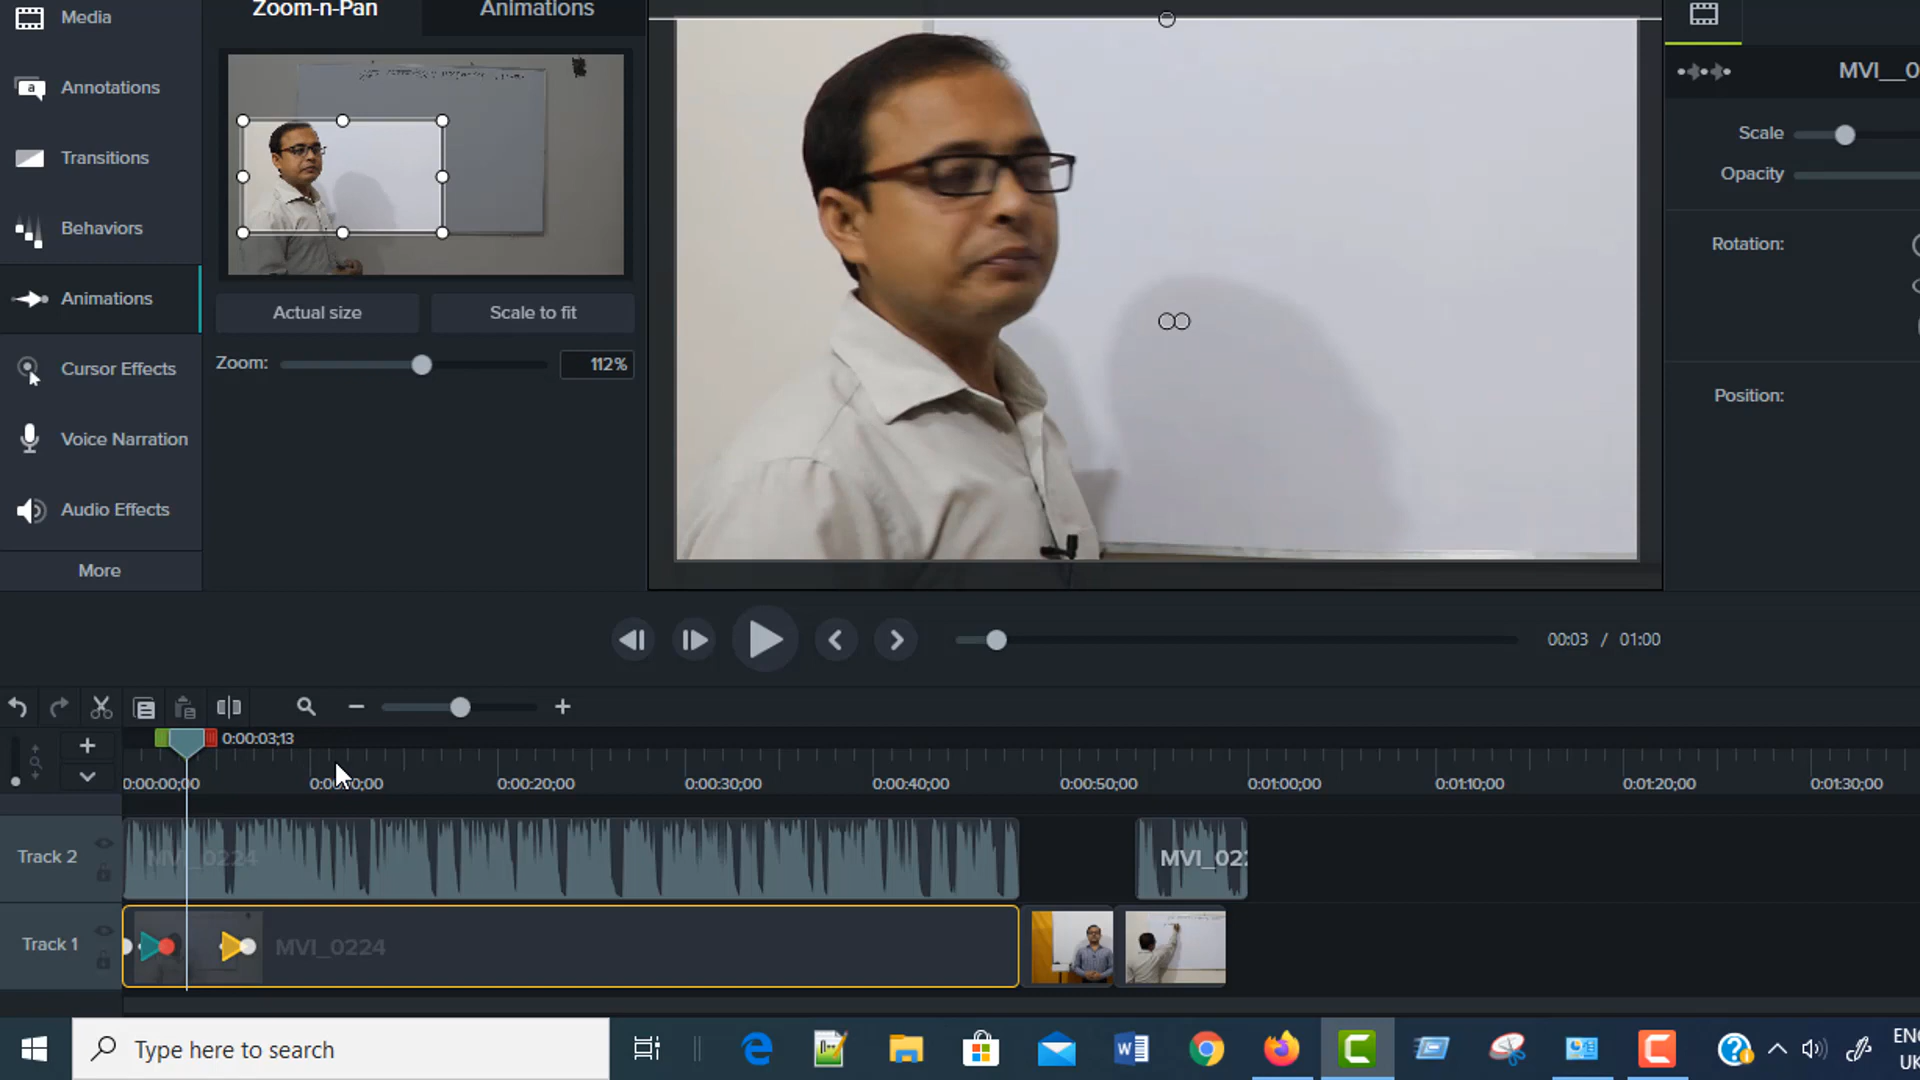 Media
Zoom-n-Pan
Animations
MVI__0
Annotations
Scale
Transitions
Opacity
Behaviors
Rotation:
Animations
Actual size
Scale to fit
Cursor Effects
Zoom:
112%
Position:
Voice Narration
Audio Effects
More
00:03 / 01:00
0:00:03;13
0:00:00;00
0:00:10;00
0:00:20;00
0:00:30;00
0:00:40;00
0:00:50;00
0:01:00;00
0:01:10;00
0:01:20;00
0:01:30;00
Track 2
MVI_0224
MVI_022
Track 1
MVI_0224
Type here to search
ENG
UK